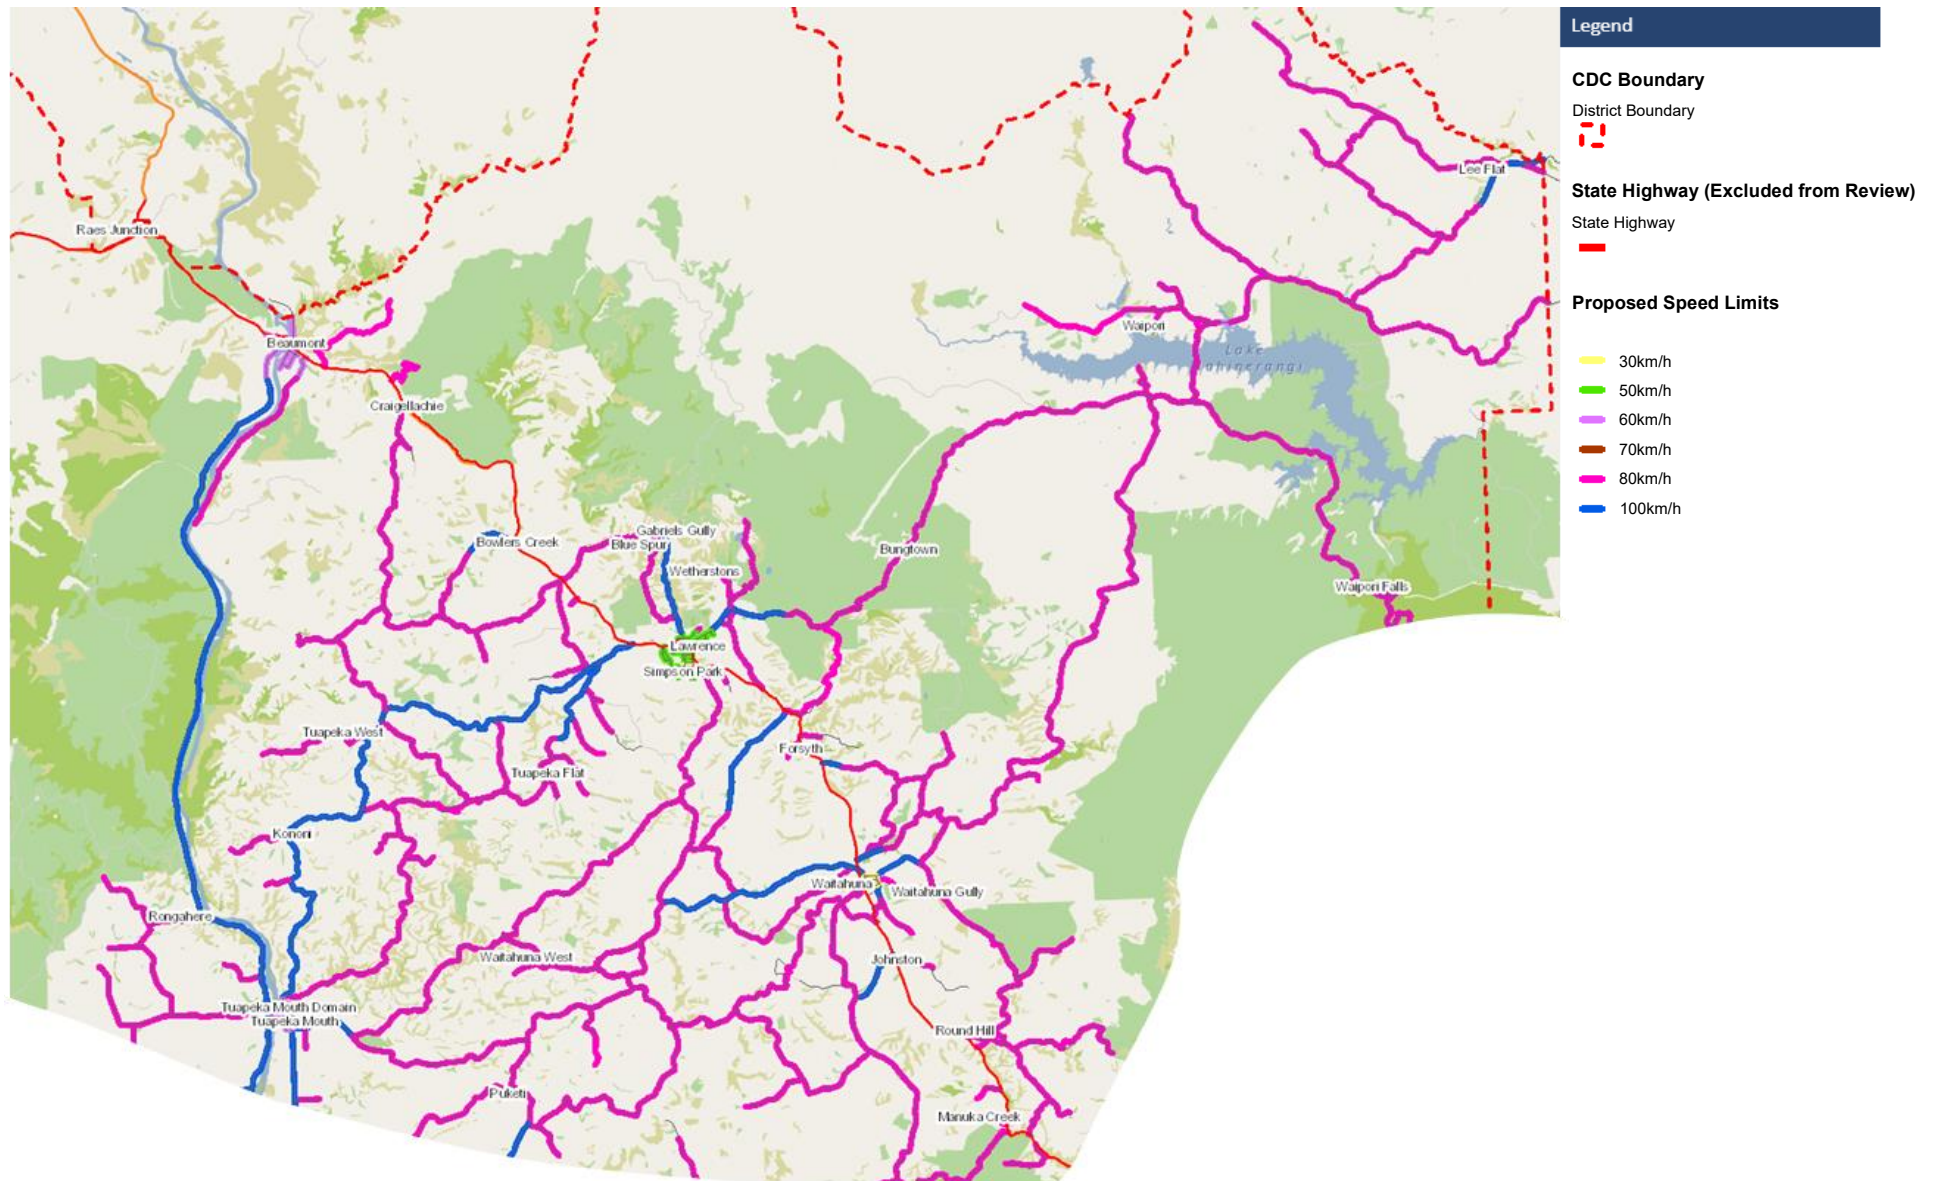 Legend
CDC Boundary
District Boundary
State Highway (Excluded from Review)
State Highway
Proposed Speed Limits
30km/h
50km/h
60km/h
70km/h
80km/h
100km/h
Lee Flat
Raes Junction
Waipori
Beaumont
Lake
Craigellachie
Gabriels Gully
Bowlers Creek
Blue Spur
Bungtown
Wetherstons
Waipori Falls
Lawrence
Simpson Park
Tuapeka West
Forsyth
Tuapeka Flat
Kononi
Waitahuna
Waitahuna Gully
Rongahere
Waitahuna West
Johnston
Tuapeka Mouth Domain
Tuapeka Mouth
Round Hill
Puketi
Manuka Creek